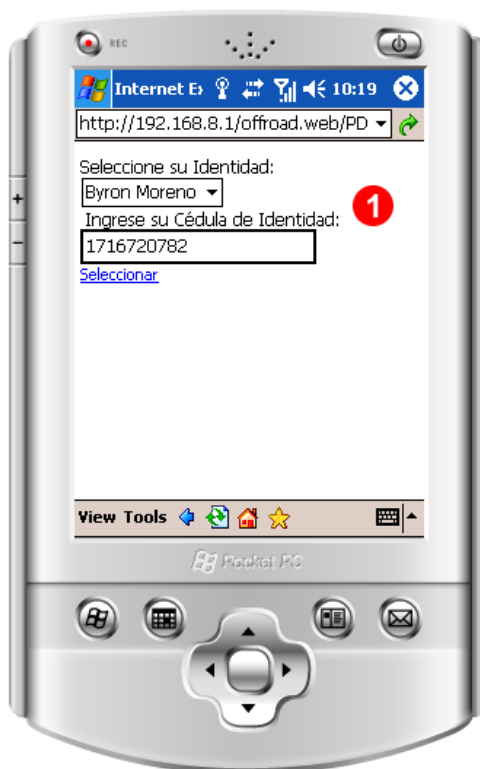 REC
Internet E 10:19
http://192.168.8.1/offroad.web/PD
Seleccione su Identidad:
Byron Moreno
1
Ingrese su Cédula de Identidad:
1716720782
Seleccionar
View Tools
Pocket PC
+
−